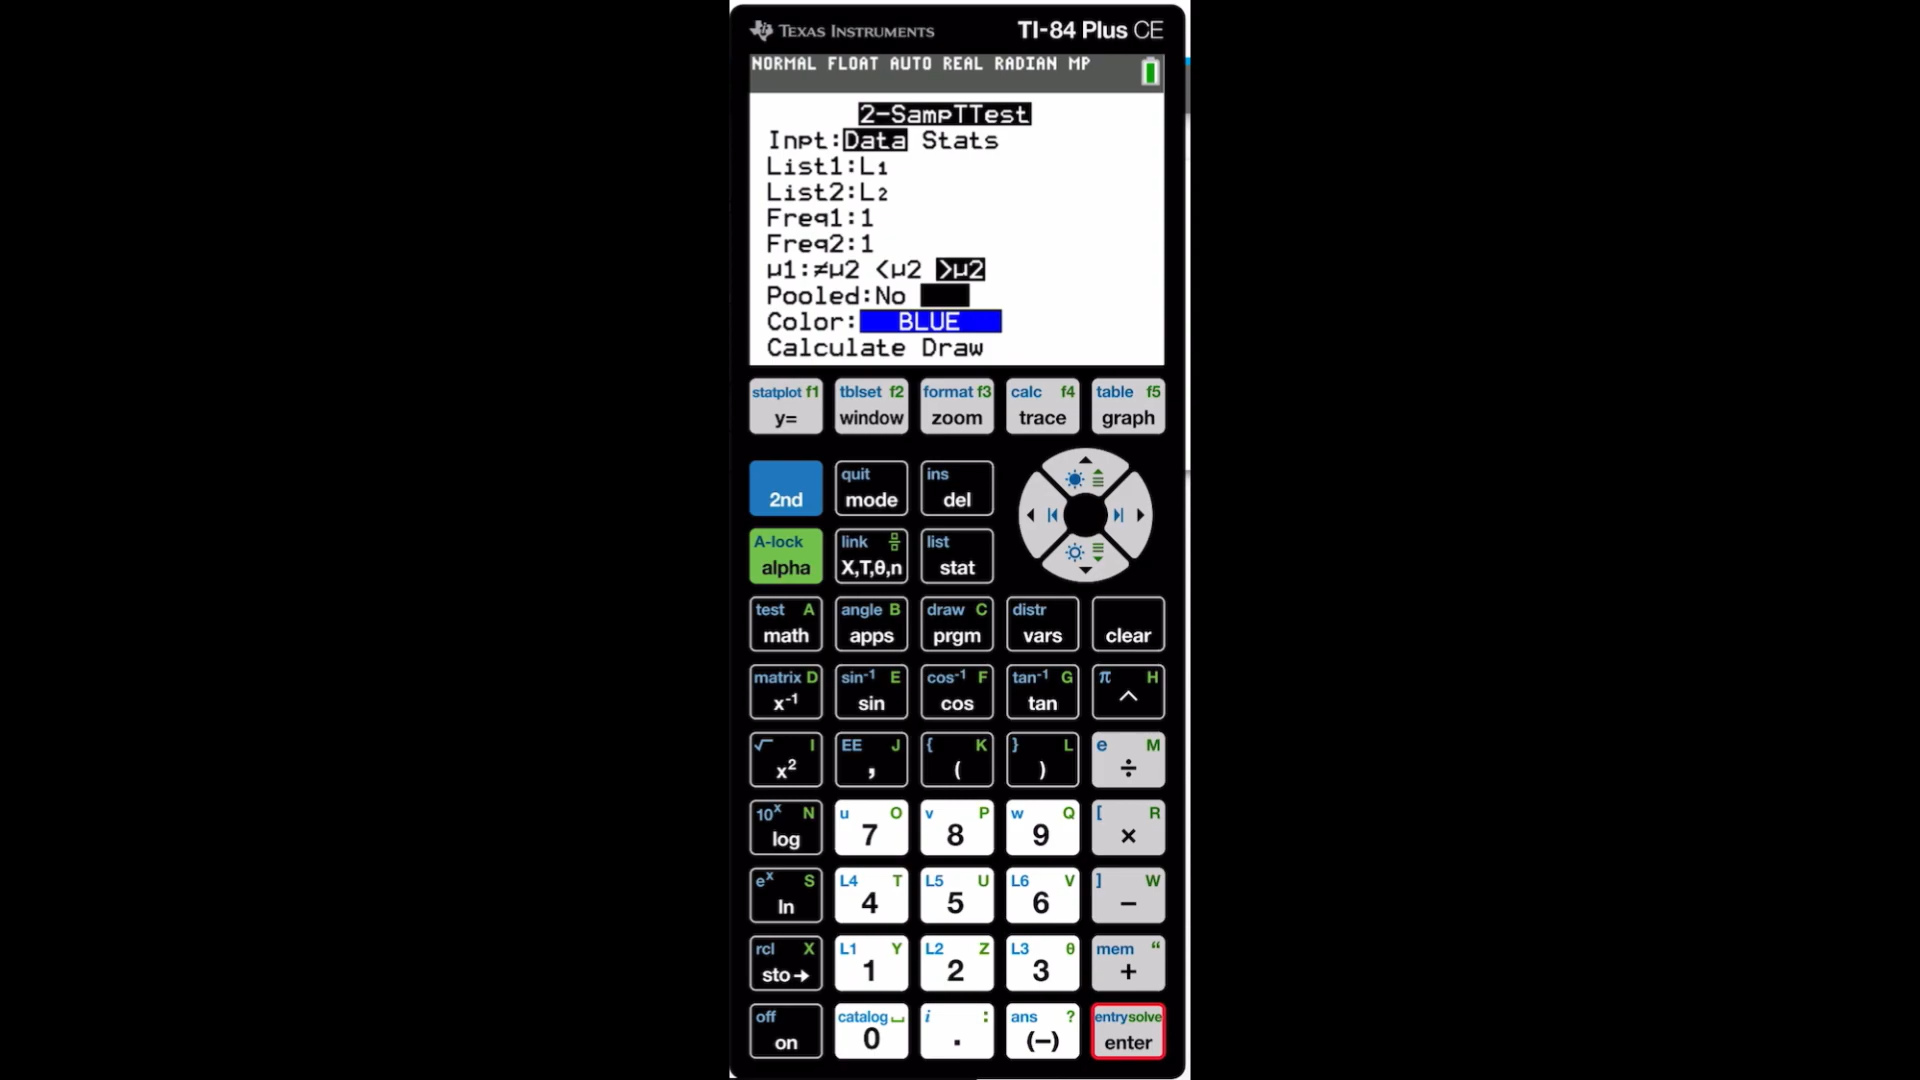 TEXAS INSTRUMENTS TI-84 Plus CE
NORMAL FLOAT AUTO REAL RADIAN MP
2-SampTTest
Inpt:Data Stats
List1:L1
List2:L2
Freq1:1
Freq2:1
μ1:≠μ2 <μ2 >μ2
Pooled:No
Color: BLUE
Calculate Draw
statplot f1 tblset f2 format f3 calc f4 table f5
y= window zoom trace graph
quit ins
2nd mode del
A-lock link list
alpha X,T,θ,n stat
test A angle B draw C distr
math apps prgm vars clear
matrix D sin⁻¹ E cos⁻¹ F tan⁻¹ G π H
x⁻¹ sin cos tan ^
√ I EE J { K } L e M
x² , ( ) ÷
10ˣ N u O v P w Q [ R
log 7 8 9 ×
eˣ S L4 T L5 U L6 V ] W
ln 4 5 6 −
rcl X L1 Y L2 Z L3 θ mem “
sto→ 1 2 3 +
off catalog ⎵ i : ans ? entry solve
on 0 . (−) enter